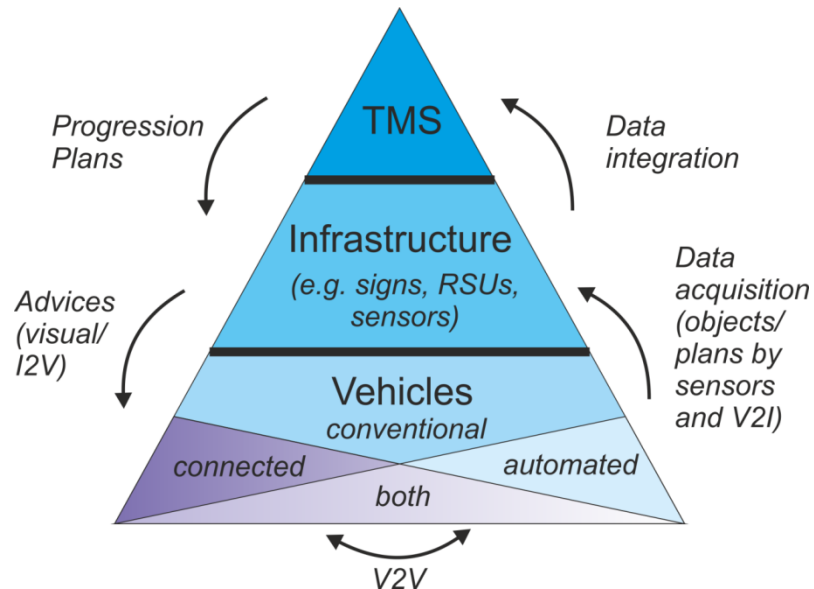 TMS
Progression
Plans
Data
integration
Infrastructure
(e.g. signs, RSUs,
sensors)
Advices
(visual/
I2V)
Data
acquisition
(objects/
plans by
sensors
and V2I)
Vehicles
conventional
connected
automated
both
V2V